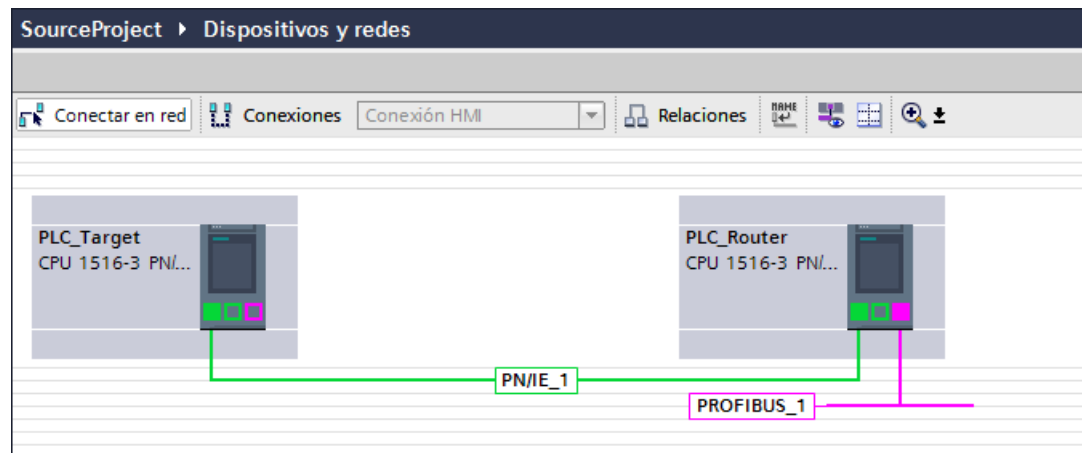 SourceProject ▸ Dispositivos y redes
Conectar en red Conexiones Conexión HMI Relaciones NAME
PLC_Target
CPU 1516-3 PN/...
PLC_Router
CPU 1516-3 PN/...
PN/IE_1
PROFIBUS_1